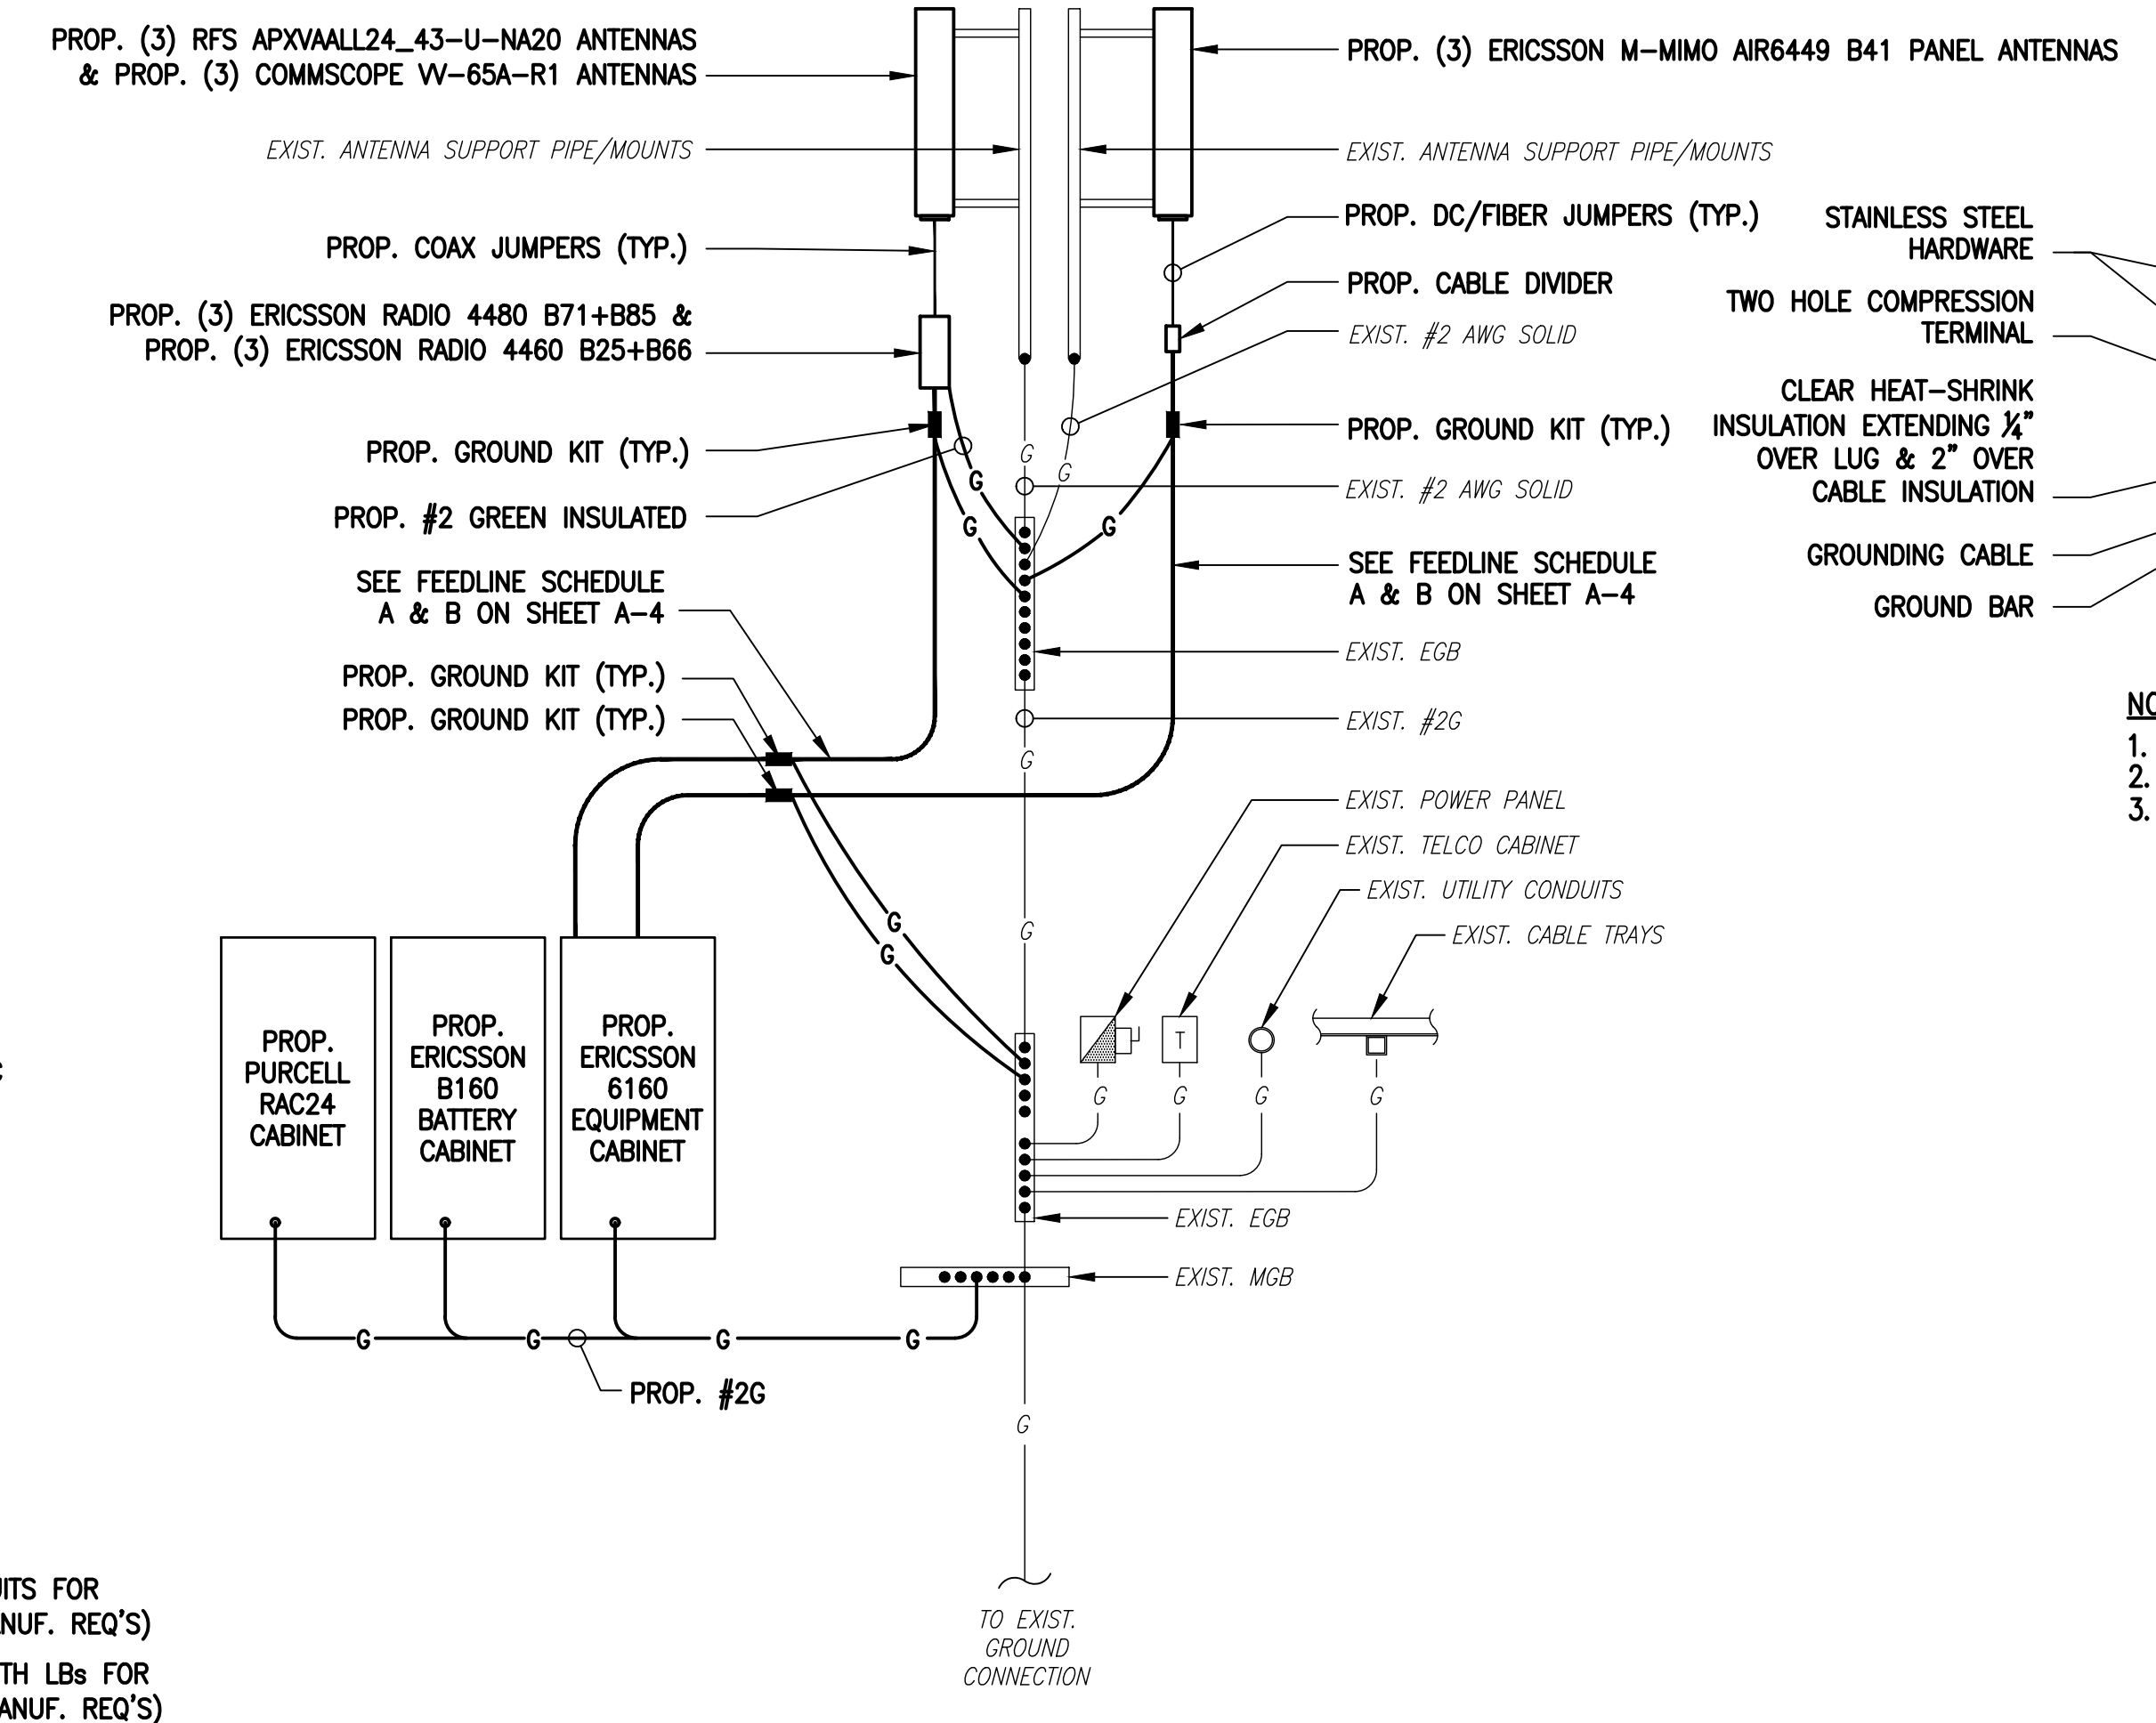 PROP. (3) RFS APXVAALL24_43-U-NA20 ANTENNAS
& PROP. (3) COMMSCOPE VV-65A-R1 ANTENNAS
EXIST. ANTENNA SUPPORT PIPE/MOUNTS
PROP. COAX JUMPERS (TYP.)
PROP. (3) ERICSSON RADIO 4480 B71+B85 &
PROP. (3) ERICSSON RADIO 4460 B25+B66
PROP. GROUND KIT (TYP.)
PROP. #2 GREEN INSULATED
SEE FEEDLINE SCHEDULE
A & B ON SHEET A-4
PROP. GROUND KIT (TYP.)
PROP. GROUND KIT (TYP.)
PROP. (3) ERICSSON M-MIMO AIR6449 B41 PANEL ANTENNAS
EXIST. ANTENNA SUPPORT PIPE/MOUNTS
PROP. DC/FIBER JUMPERS (TYP.)
PROP. CABLE DIVIDER
EXIST. #2 AWG SOLID
PROP. GROUND KIT (TYP.)
EXIST. #2 AWG SOLID
SEE FEEDLINE SCHEDULE
A & B ON SHEET A-4
EXIST. EGB
EXIST. #2G
EXIST. POWER PANEL
EXIST. TELCO CABINET
EXIST. UTILITY CONDUITS
EXIST. CABLE TRAYS
STAINLESS STEEL
HARDWARE
TWO HOLE COMPRESSION
TERMINAL
CLEAR HEAT-SHRINK
INSULATION EXTENDING 1/4"
OVER LUG & 2" OVER
CABLE INSULATION
GROUNDING CABLE
GROUND BAR
NO
1.
2.
3.
G
G
G
G
G
G
G
G
G
T
G
G
G
G
PROP.
PURCELL
RAC24
CABINET
PROP.
ERICSSON
B160
BATTERY
CABINET
PROP.
ERICSSON
6160
EQUIPMENT
CABINET
EXIST. EGB
EXIST. MGB
G
G
G
G
PROP. #2G
G
TO EXIST.
GROUND
CONNECTION
UITS FOR
NUF. REQ'S)
TH LBs FOR
ANUF. REQ'S)